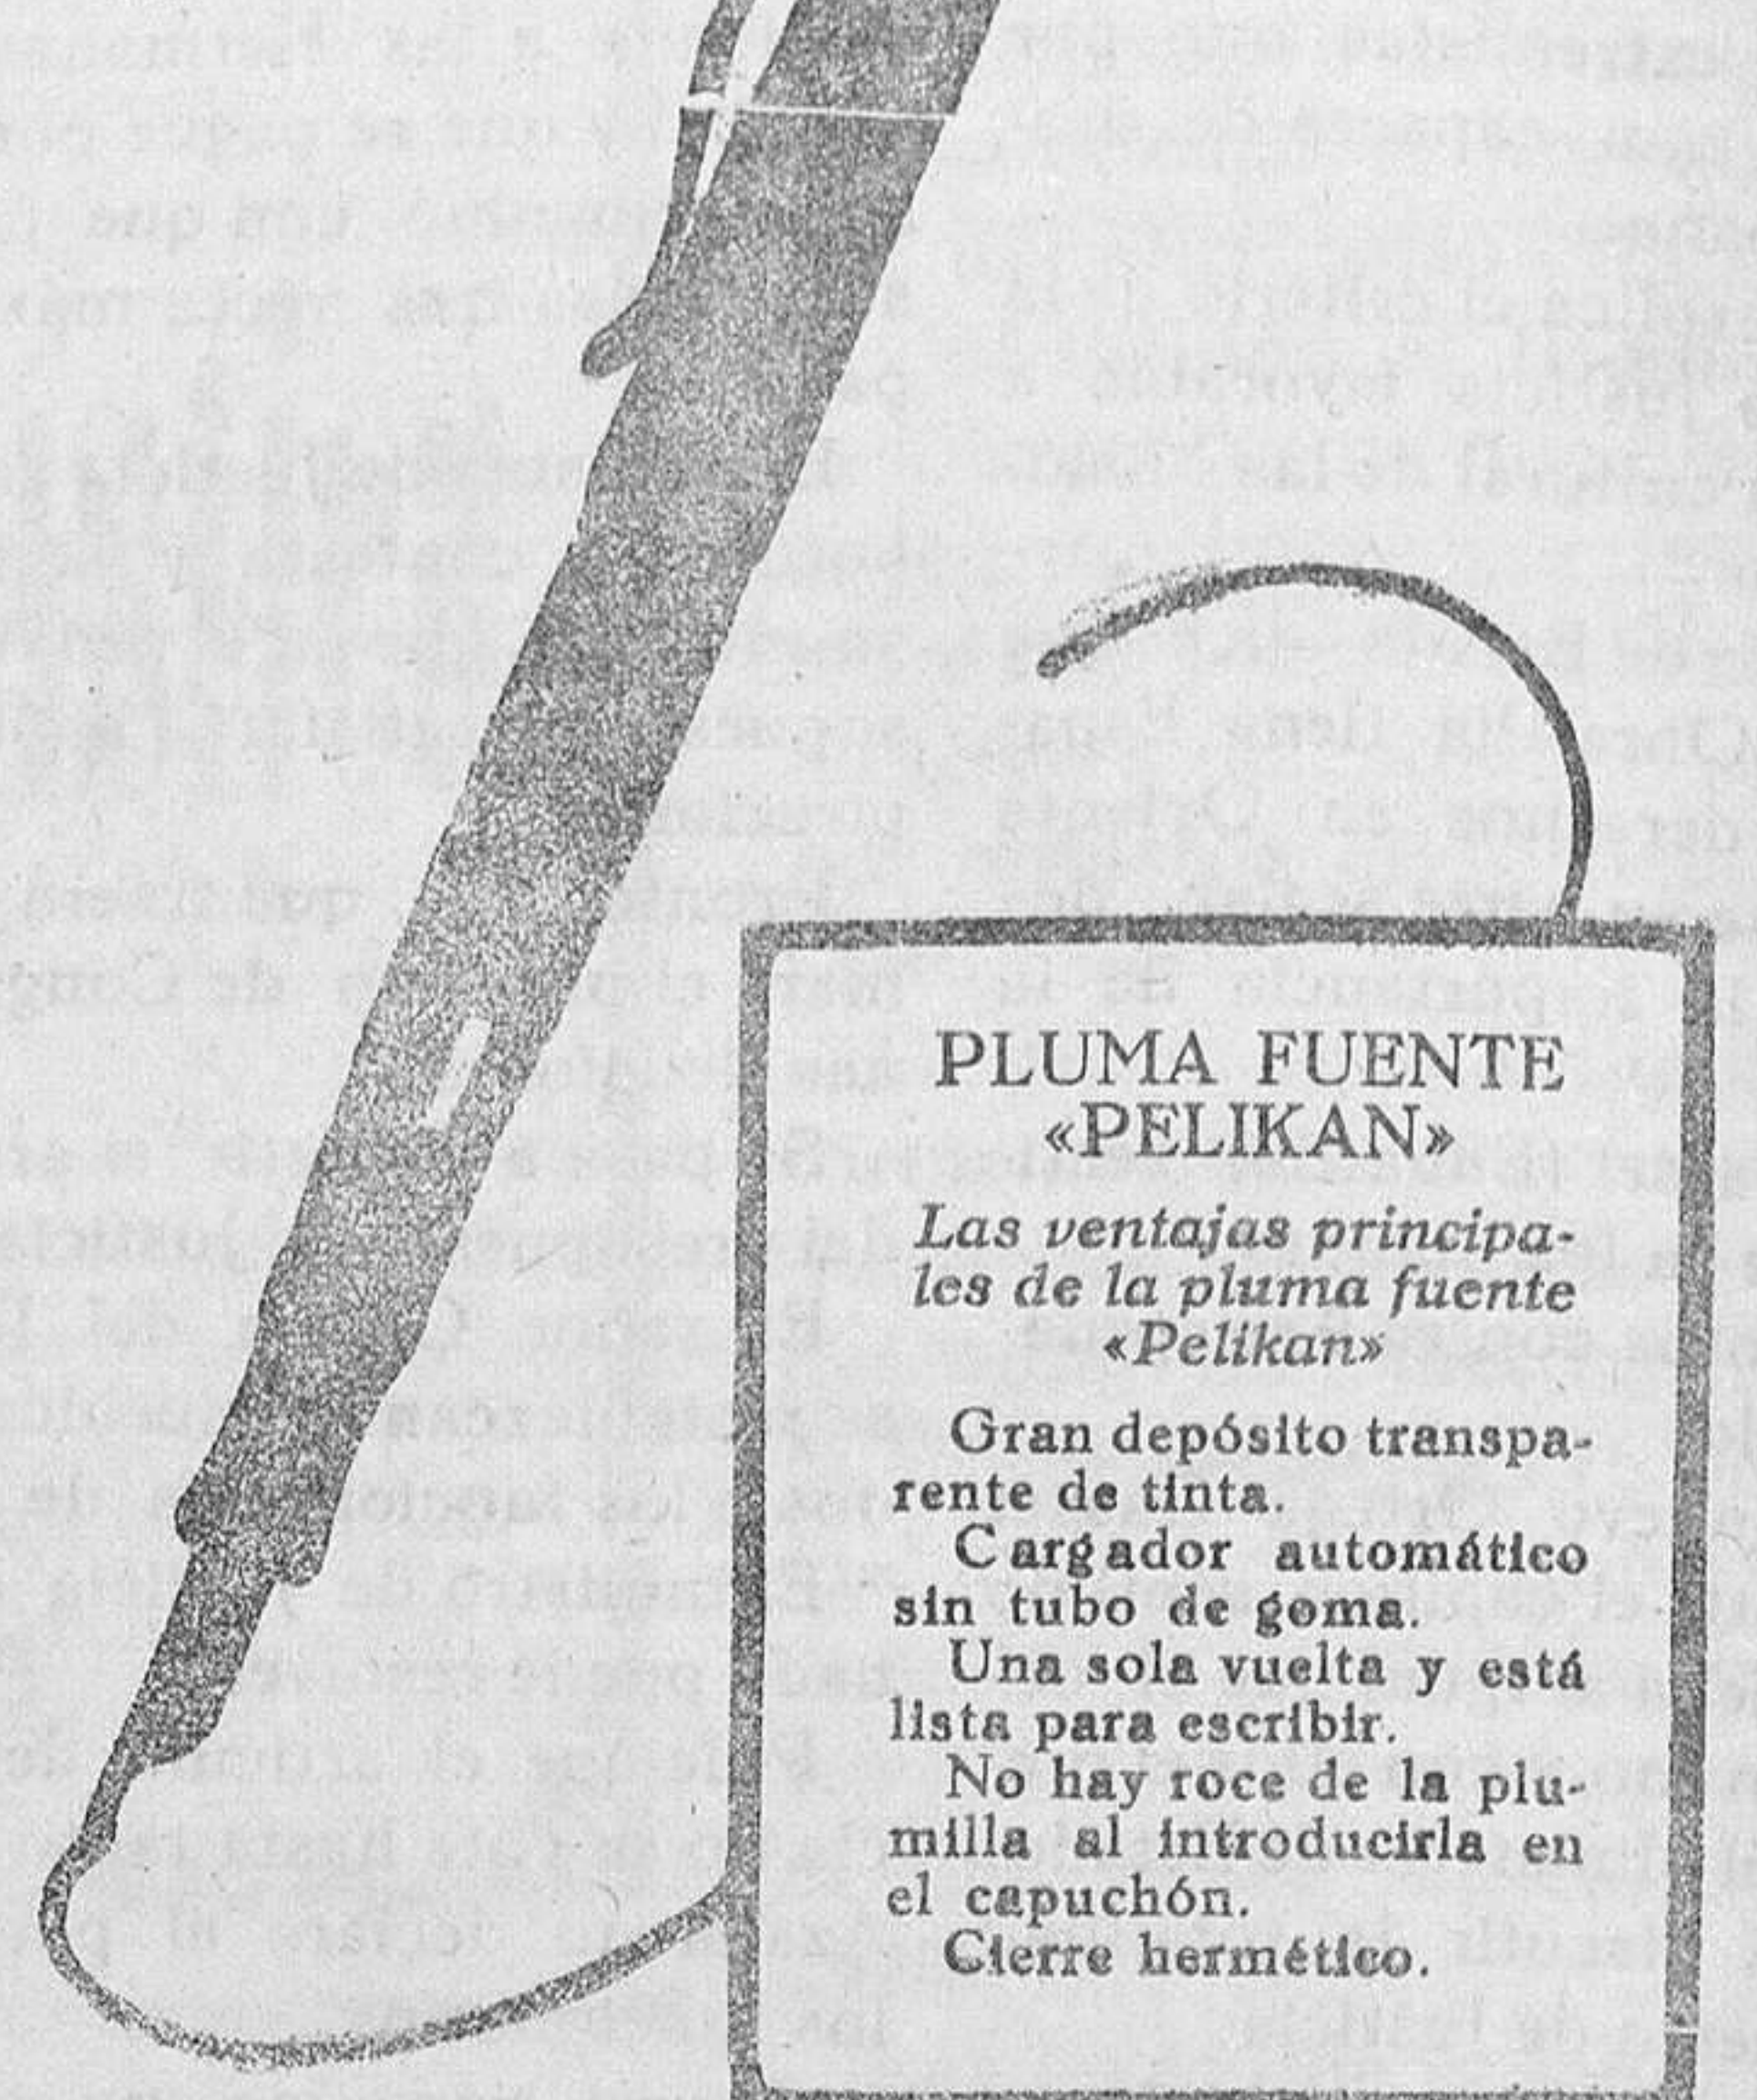 PLUMA FUENTE
«PELIKAN»
Las ventajas principa-
les de la pluma fuente
«Pelikan»
Gran depósito transpa-
rente de tinta.
Cargador automático
sin tubo de goma.
Una sola vuelta y está
lista para escribir.
No hay roce de la plu-
milla al introducirla en
el capuchón.
Cierre hermético.